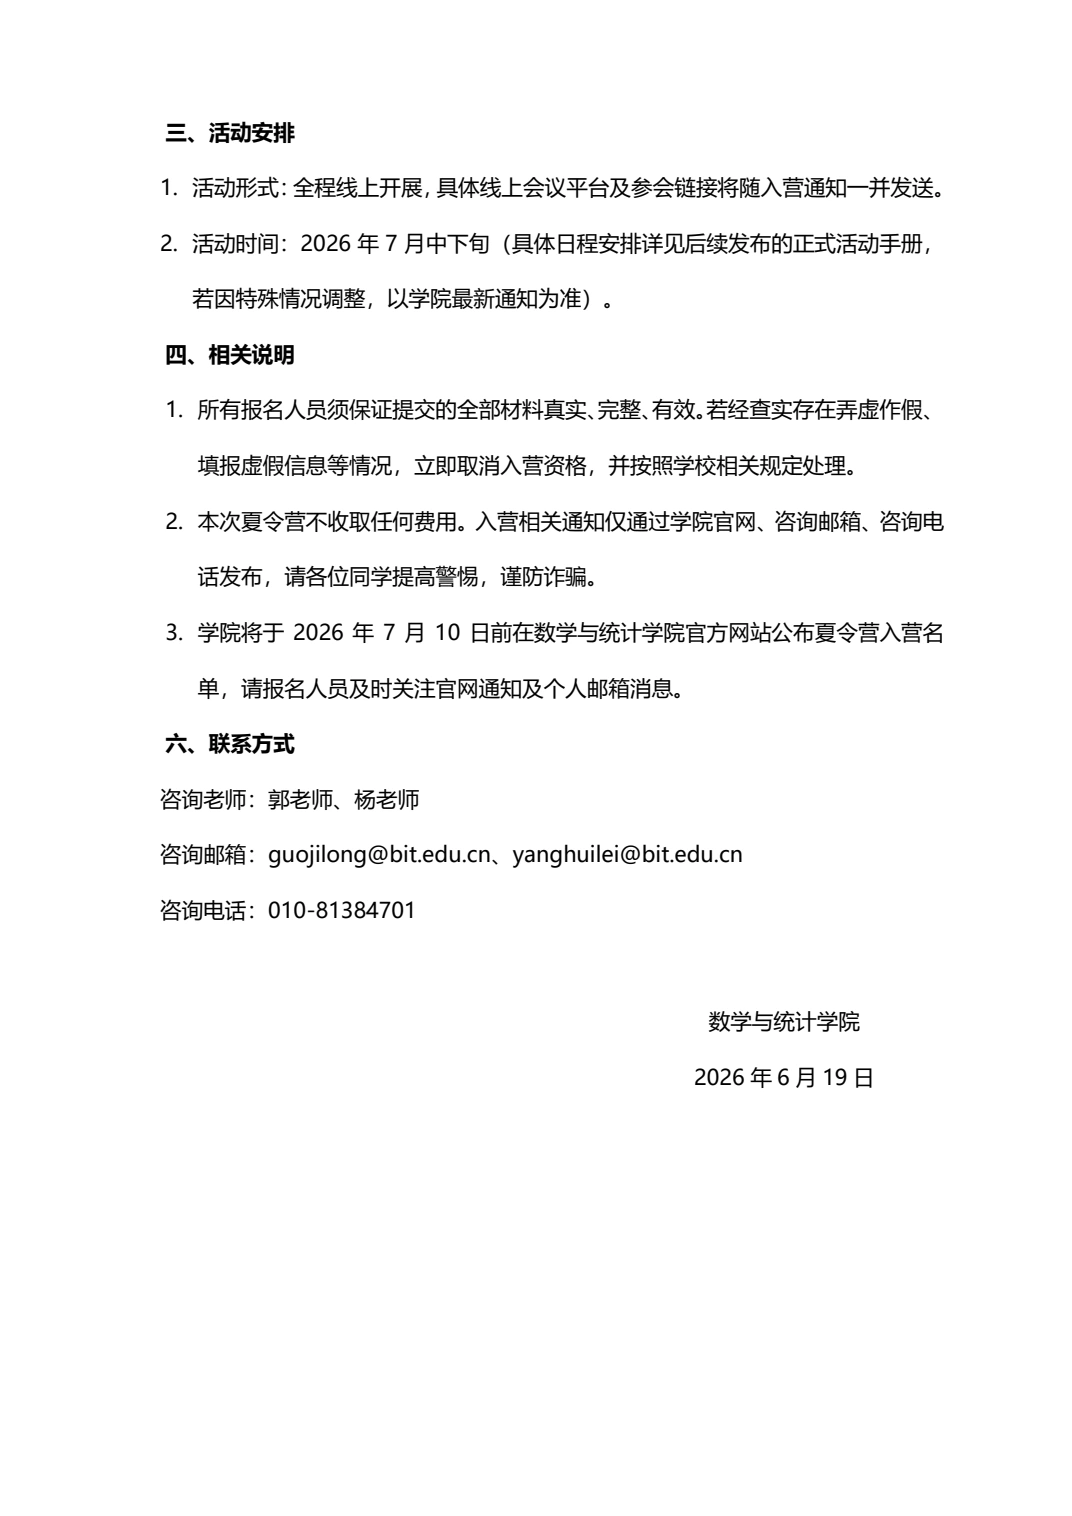 三、活动安排
1. 活动形式：全程线上开展，具体线上会议平台及参会链接将随入营通知一并发送。
2. 活动时间：2026 年 7 月中下旬（具体日程安排详见后续发布的正式活动手册，
若因特殊情况调整，以学院最新通知为准）。
四、相关说明
1. 所有报名人员须保证提交的全部材料真实、完整、有效。若经查实存在弄虚作假、
填报虚假信息等情况，立即取消入营资格，并按照学校相关规定处理。
2. 本次夏令营不收取任何费用。入营相关通知仅通过学院官网、咨询邮箱、咨询电
话发布，请各位同学提高警惕，谨防诈骗。
3. 学院将于 2026 年 7 月 10 日前在数学与统计学院官方网站公布夏令营入营名
单，请报名人员及时关注官网通知及个人邮箱消息。
六、联系方式
咨询老师：郭老师、杨老师
咨询邮箱：guojilong@bit.edu.cn、yanghuilei@bit.edu.cn
咨询电话：010-81384701
数学与统计学院
2026 年 6 月 19 日